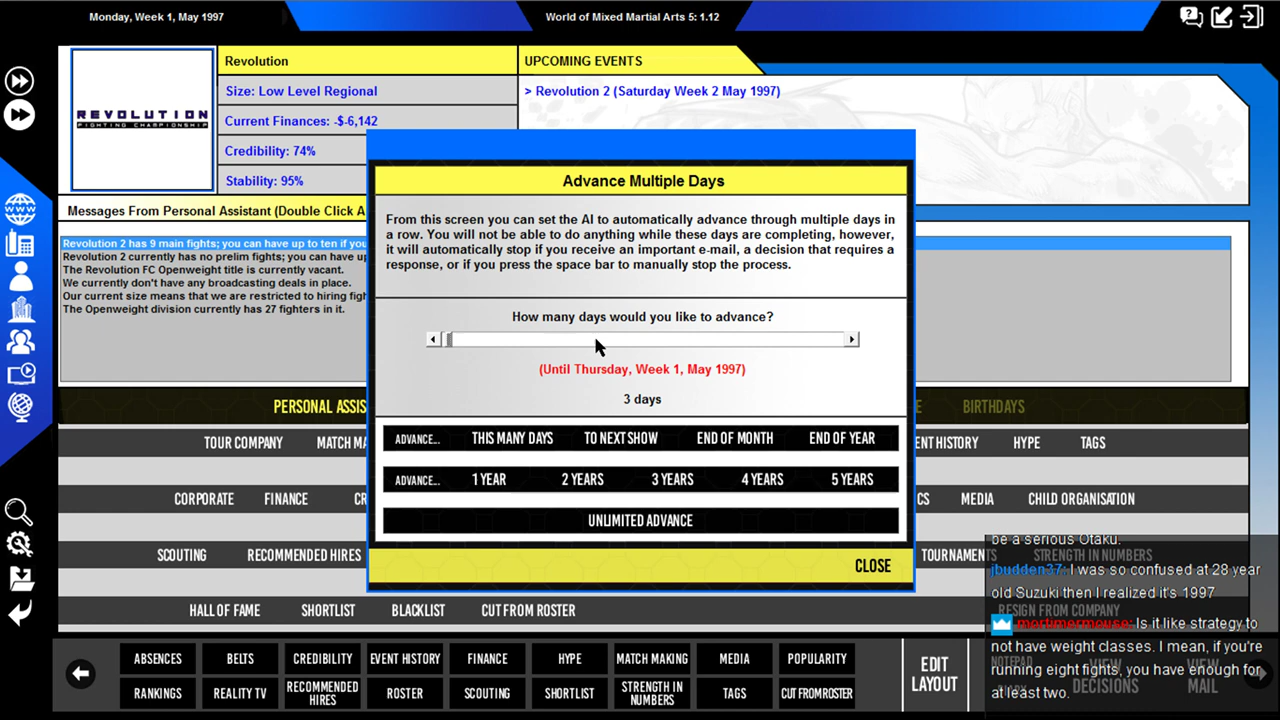 Monday, Week 1, May 1997
World of Mixed Martial Arts 5: 1.12
REVOLUTION
FIGHTING CHAMPIONSHIP
Revolution
Size: Low Level Regional
Current Finances: -$-6,142
Credibility: 74%
Stability: 95%
UPCOMING EVENTS
> Revolution 2 (Saturday Week 2 May 1997)
Messages From Personal Assistant (Double Click A
Revolution 2 has 9 main fights; you can have up to ten if you
Revolution 2 currently has no prelim fights; you can have up
The Revolution FC Openweight title is currently vacant.
We currently don't have any broadcasting deals in place.
Our current size means that we are restricted to hiring figh
The Openweight division currently has 27 fighters in it.
Advance Multiple Days
From this screen you can set the AI to automatically advance through multiple days in
a row. You will not be able to do anything while these days are completing, however,
it will automatically stop if you receive an important e-mail, a decision that requires a
response, or if you press the space bar to manually stop the process.
How many days would you like to advance?
(Until Thursday, Week 1, May 1997)
3 days
ADVANCE... THIS MANY DAYS TO NEXT SHOW END OF MONTH END OF YEAR
ADVANCE... 1 YEAR 2 YEARS 3 YEARS 4 YEARS 5 YEARS
UNLIMITED ADVANCE
CLOSE
PERSONAL ASSIS
E BIRTHDAYS
TOUR COMPANY MATCH MA
ENT HISTORY HYPE TAGS
CORPORATE FINANCE CR
CS MEDIA CHILD ORGANISATION
SCOUTING RECOMMENDED HIRES
TOURNAMENTS STRENGTH IN NUMBERS
HALL OF FAME SHORTLIST BLACKLIST CUT FROM ROSTER
RESIGN FROM COMPANY
be a serious Otaku.
jbudden37: I was so confused at 28 year
old Suzuki then I realized it's 1997
mortimermouse: Is it like strategy to
not have weight classes. I mean, if you're
running eight fights, you have enough for
at least two.
ABSENCES BELTS CREDIBILITY EVENT HISTORY FINANCE HYPE MATCH MAKING MEDIA POPULARITY
RANKINGS REALITY TV RECOMMENDED HIRES ROSTER SCOUTING SHORTLIST STRENGTH IN NUMBERS TAGS CUT FROM ROSTER
EDIT
LAYOUT
NOTEPAD
VIEW
DECISIONS
VIEW
MAIL